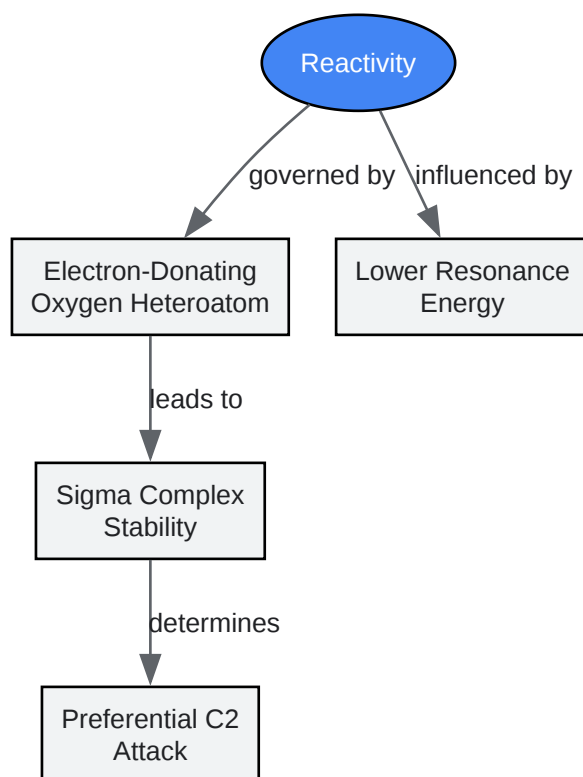 Reactivity
governed by
influenced by
Electron-Donating
Oxygen Heteroatom
Lower Resonance
Energy
leads to
Sigma Complex
Stability
determines
Preferential C2
Attack